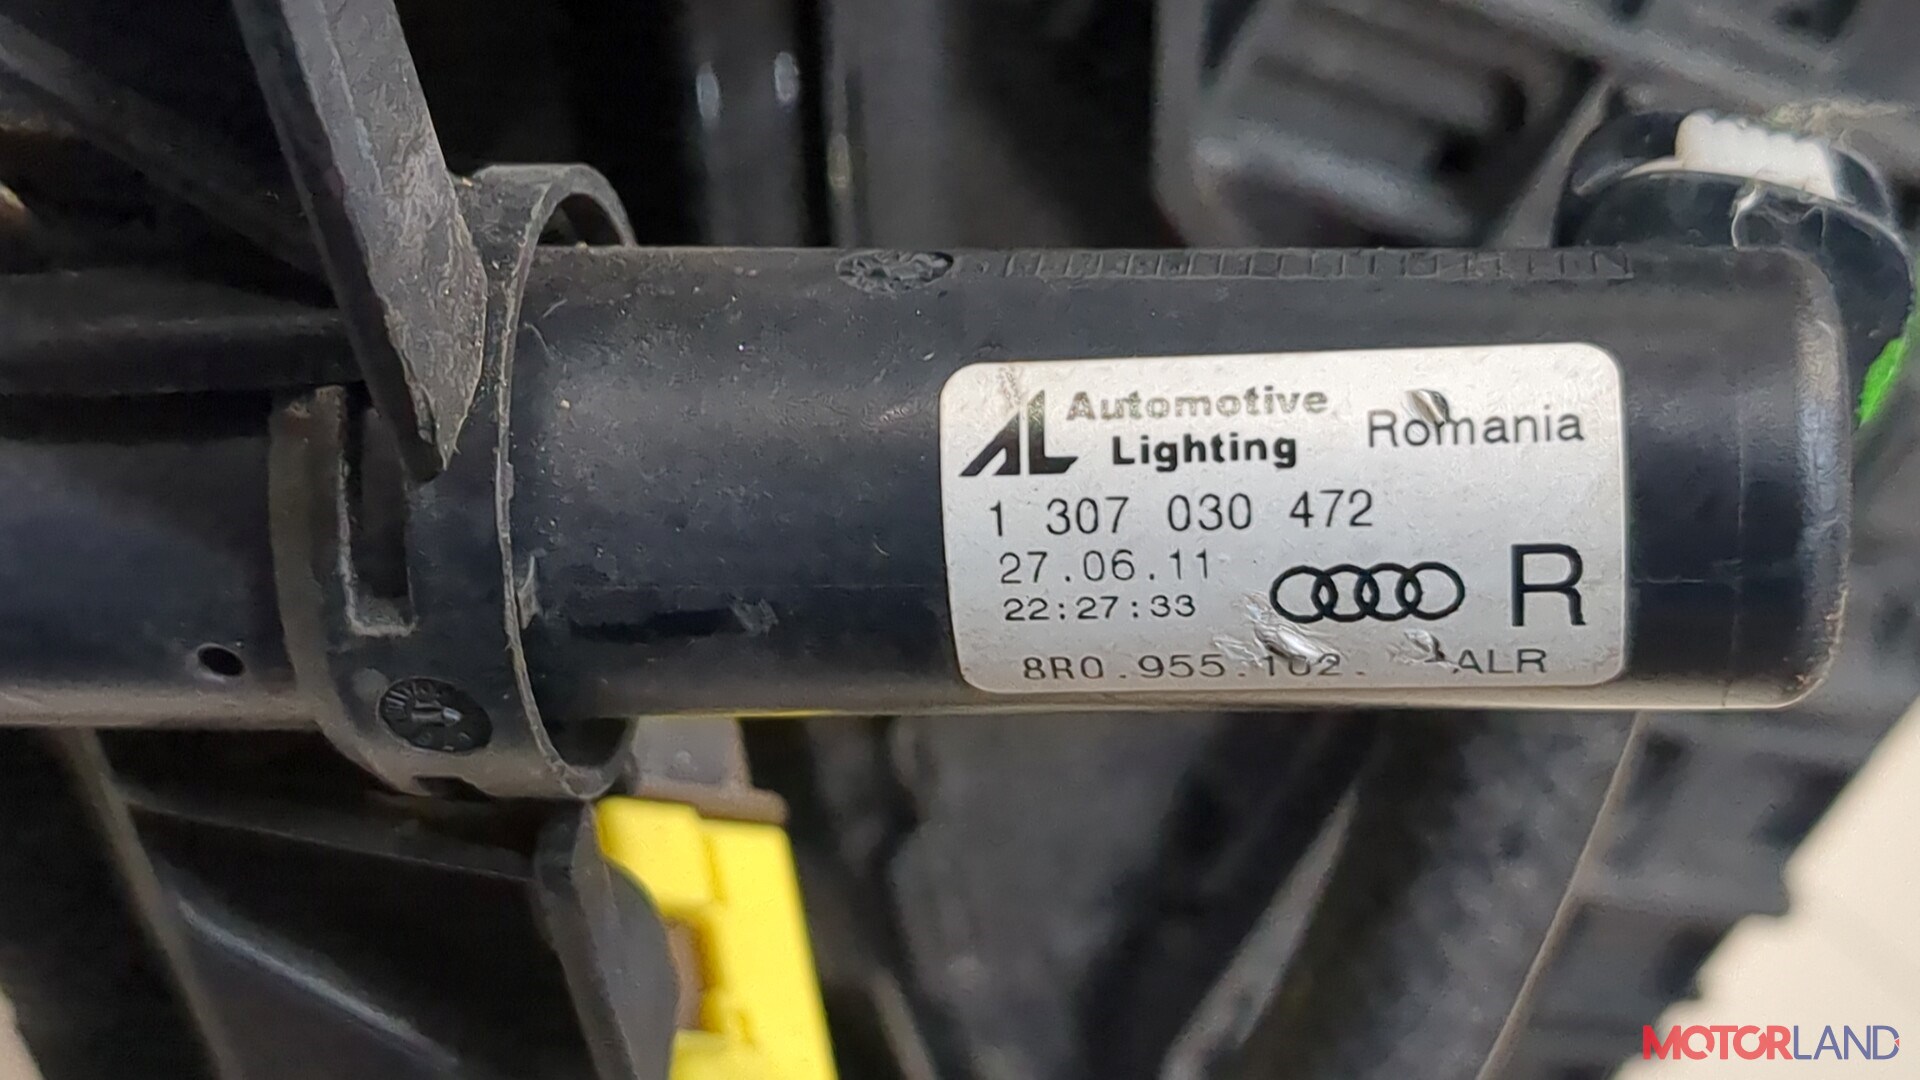 AL Automotive
Lighting
Romania
1 307 030 472
27.06.11
22:27:33
R
8R0.955.102. ALR
MOTORLAND